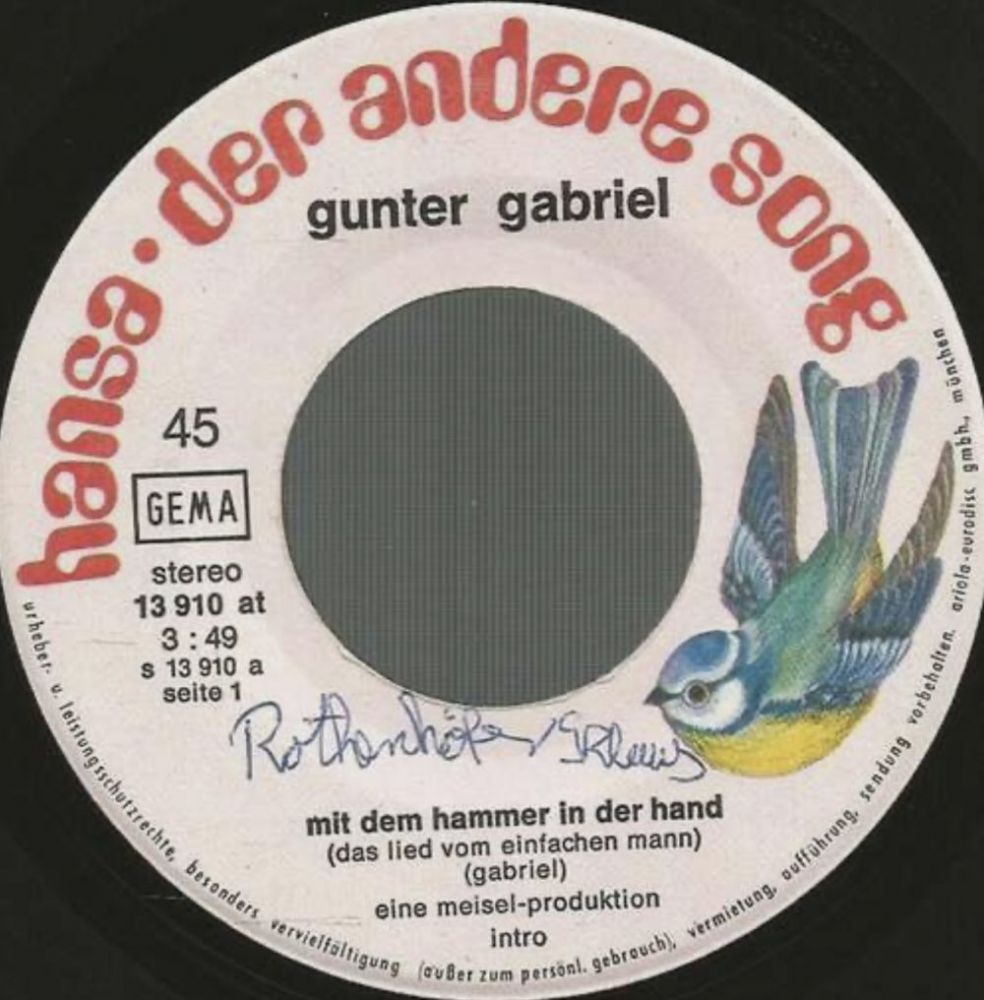 hansa · der andere song
gunter gabriel
45
GEMA
stereo
13 910 at
3 : 49
s 13 910 a
seite 1
Rothenhöfer
mit dem hammer in der hand
(das lied vom einfachen mann)
(gabriel)
eine meisel-produktion
intro
urheber- u. leistungsschutzrechte, besonders vervielfältigung (außer zum persönl. gebrauch), vermietung, aufführung, sendung vorbehalten. ariola-eurodisc gmbh., münchen